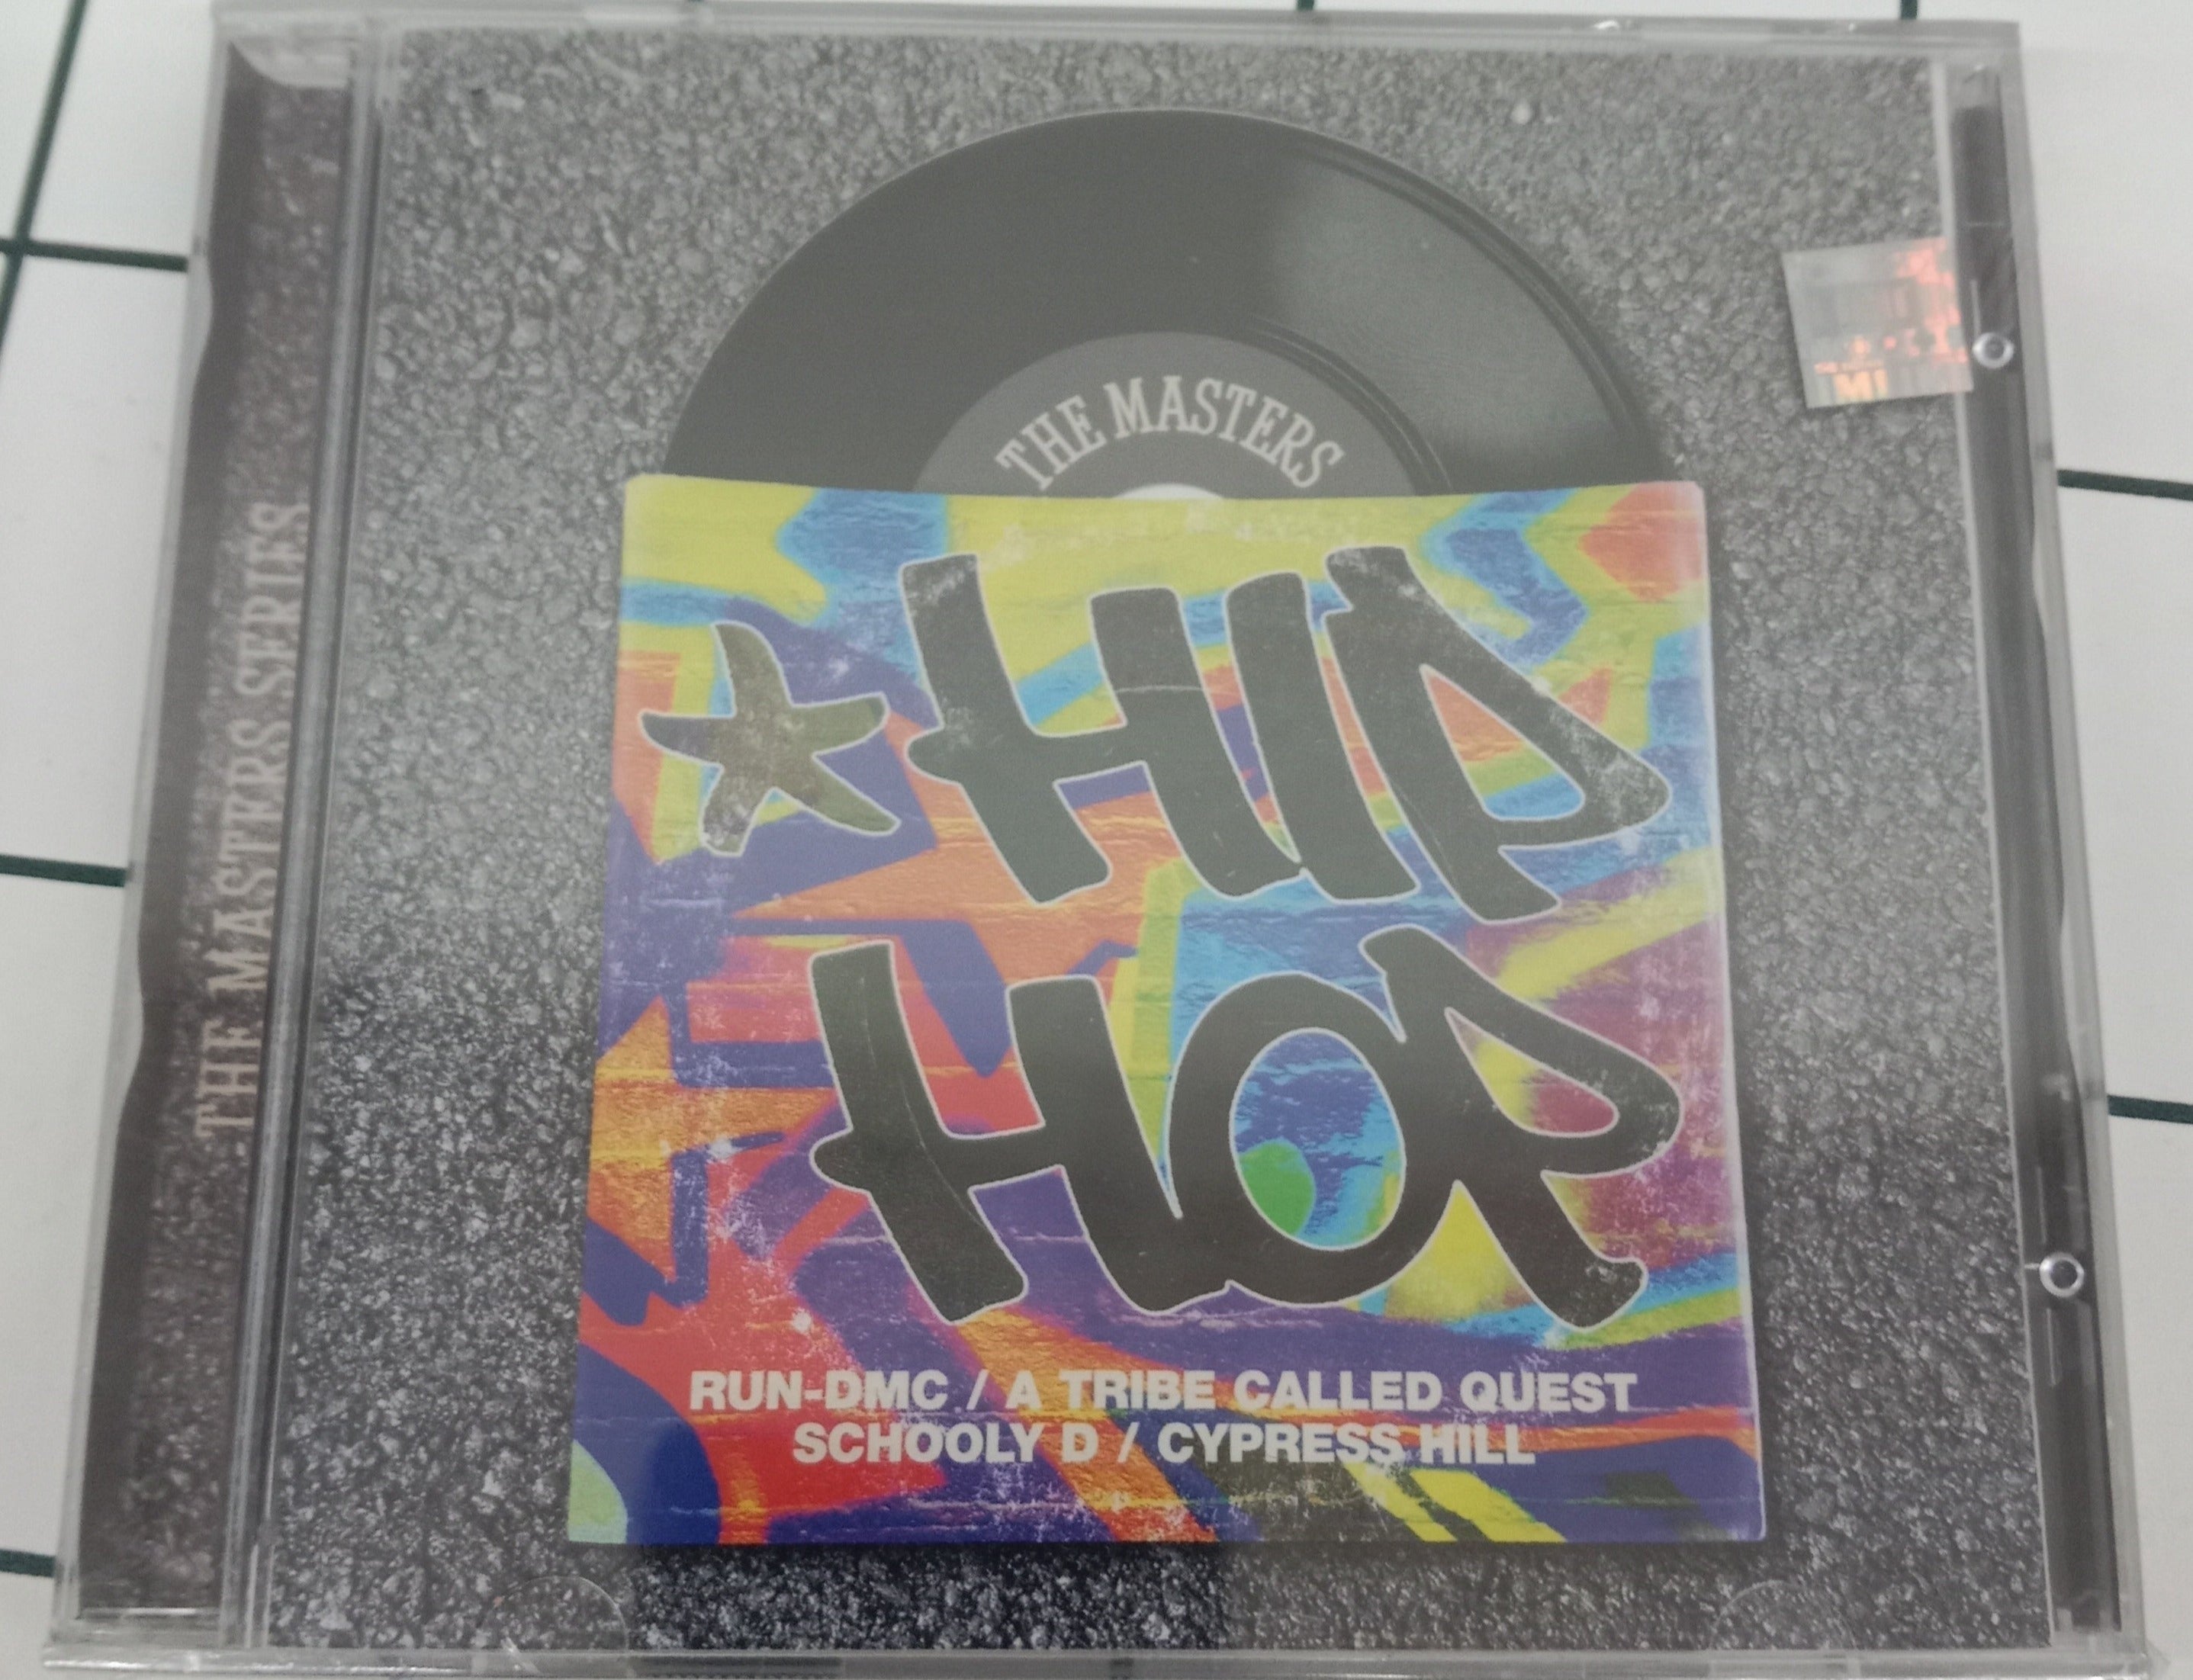 THE MASTERS SERIES
THE MASTERS
HIP
HOP
RUN-DMC / A TRIBE CALLED QUEST
SCHOOLY D / CYPRESS HILL